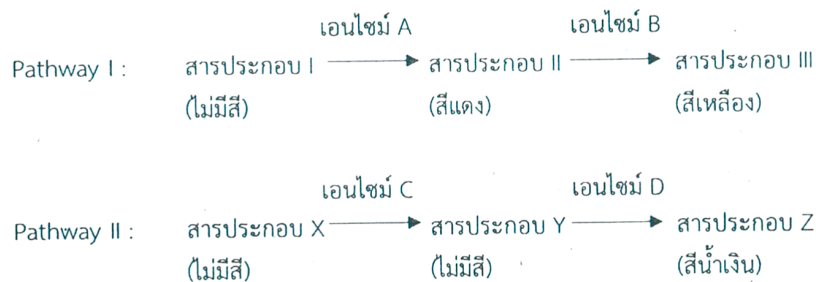 เอนไซม์ A เอนไซม์ B
Pathway I : สารประกอบ I สารประกอบ II สารประกอบ III
(ไม่มีสี) (สีแดง) (สีเหลือง)
เอนไซม์ C เอนไซม์ D
Pathway II : สารประกอบ X สารประกอบ Y สารประกอบ Z
(ไม่มีสี) (ไม่มีสี) (สีน้ำเงิน)